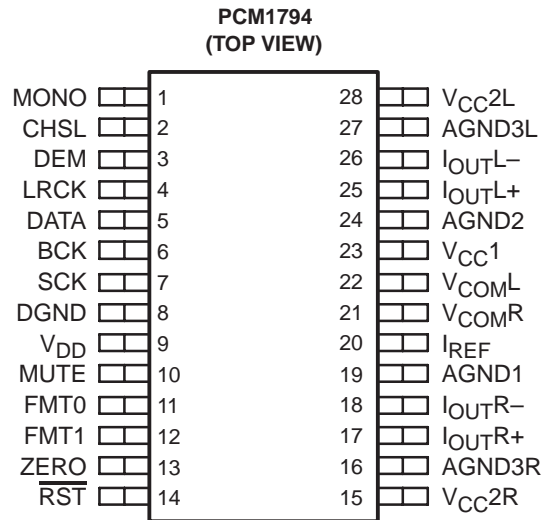 PCM1794
(TOP VIEW)
MONO 1 28 VCC2L
CHSL 2 27 AGND3L
DEM 3 26 IOUTL–
LRCK 4 25 IOUTL+
DATA 5 24 AGND2
BCK 6 23 VCC1
SCK 7 22 VCOML
DGND 8 21 VCOMR
VDD 9 20 IREF
MUTE 10 19 AGND1
FMT0 11 18 IOUTR–
FMT1 12 17 IOUTR+
ZERO 13 16 AGND3R
RST 14 15 VCC2R